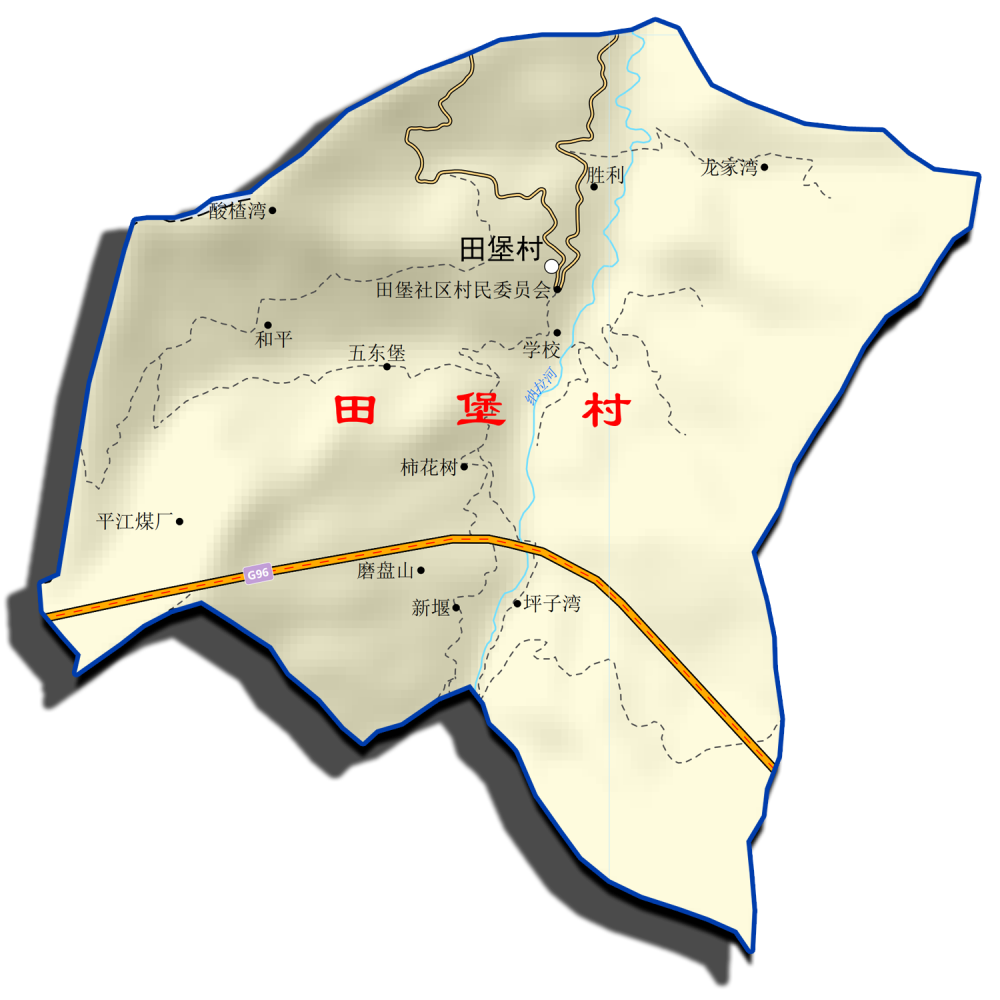 龙家湾
胜利
酸楂湾
田堡村
田堡社区村民委员会
和平
学校
五东堡
纳拉河
田堡村
柿花树
平江煤厂
G96
磨盘山
新堰
坪子湾